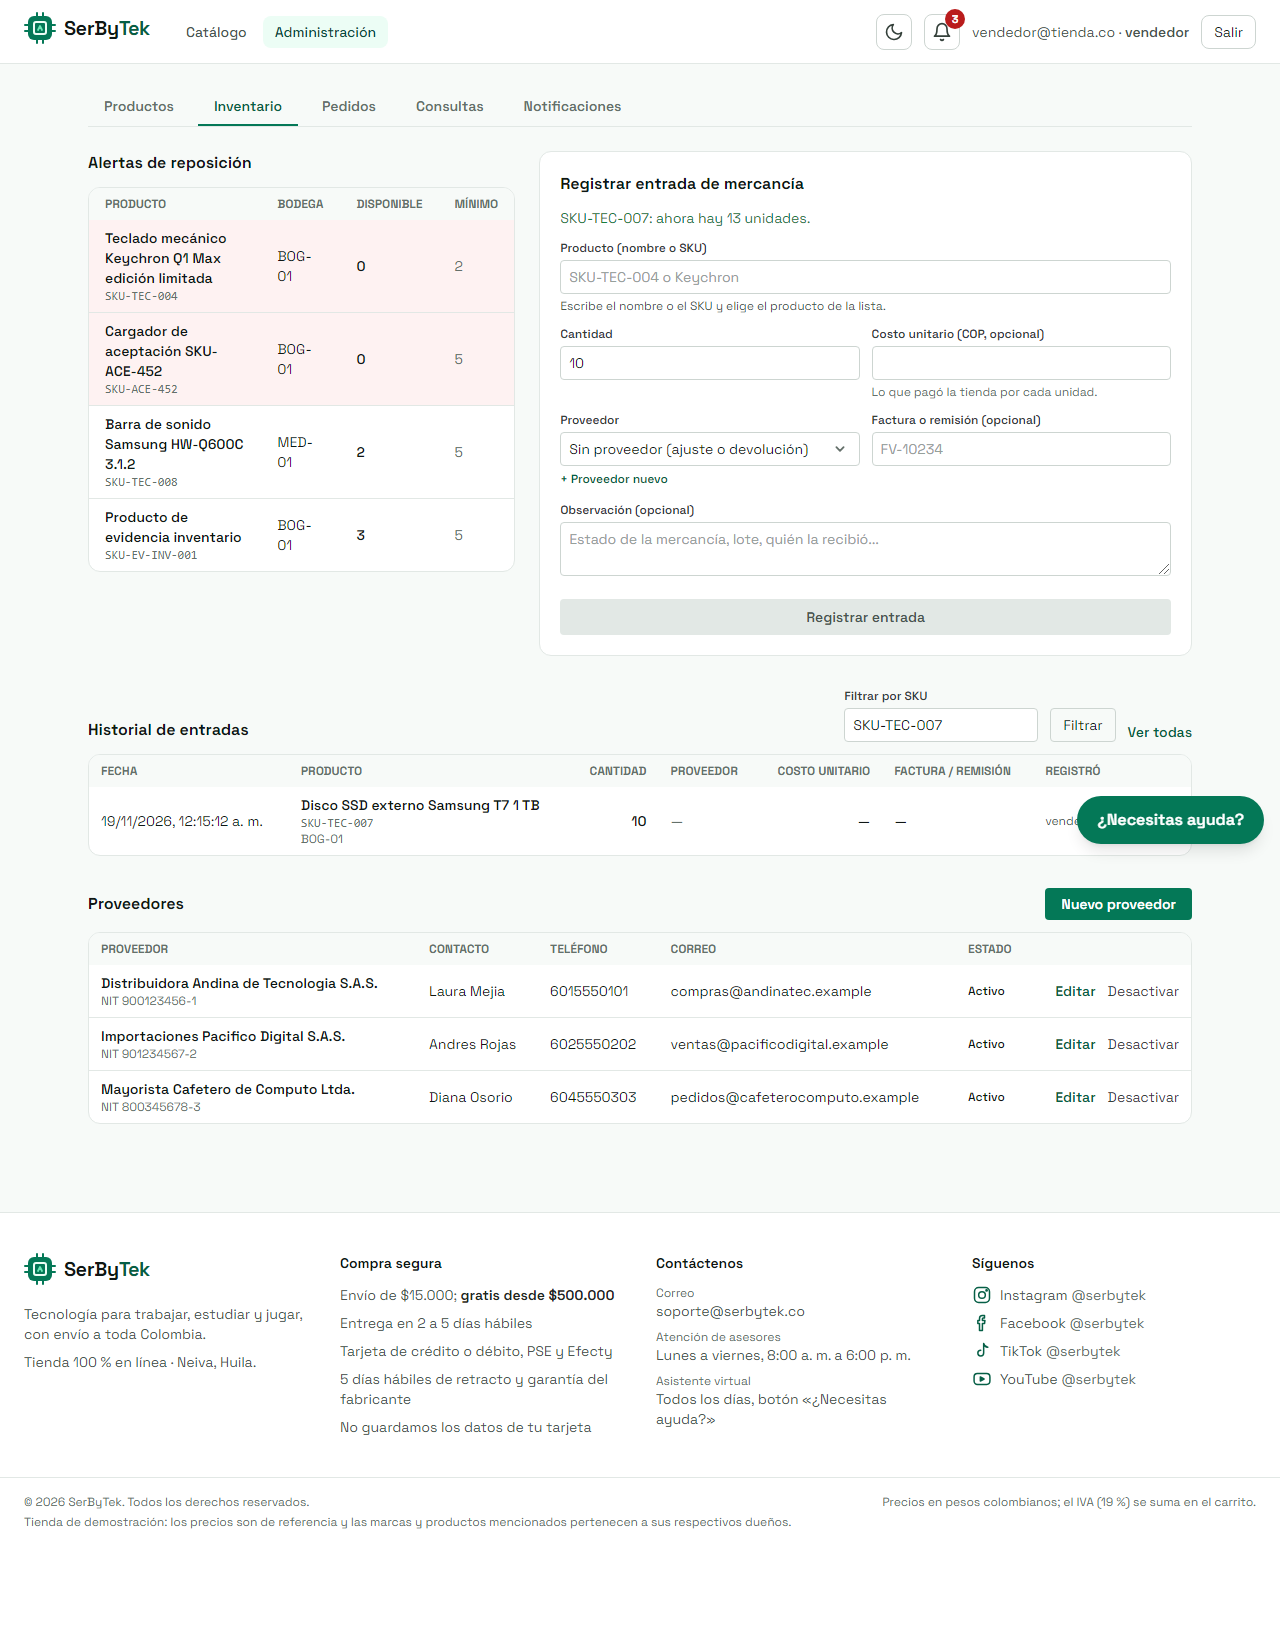 SerByTek
Catálogo
Administración
3
vendedor@tienda.co · vendedor
Salir
Productos
Inventario
Pedidos
Consultas
Notificaciones
Alertas de reposición
PRODUCTO BODEGA DISPONIBLE MÍNIMO
Teclado mecánico
Keychron Q1 Max
edición limitada
SKU-TEC-004
BOG-
01
0
2
Cargador de
aceptación SKU-
ACE-452
SKU-ACE-452
BOG-
01
0
5
Barra de sonido
Samsung HW-Q600C
3.1.2
SKU-TEC-008
MED-
01
2
5
Producto de
evidencia inventario
SKU-EV-INV-001
BOG-
01
3
5
Registrar entrada de mercancía
SKU-TEC-007: ahora hay 13 unidades.
Producto (nombre o SKU)
SKU-TEC-004 o Keychron
Escribe el nombre o el SKU y elige el producto de la lista.
Cantidad
10
Costo unitario (COP, opcional)
Lo que pagó la tienda por cada unidad.
Proveedor
Sin proveedor (ajuste o devolución)
+ Proveedor nuevo
Factura o remisión (opcional)
FV-10234
Observación (opcional)
Estado de la mercancía, lote, quién la recibió...
Registrar entrada
Historial de entradas
Filtrar por SKU
SKU-TEC-007
Filtrar
Ver todas
FECHA PRODUCTO CANTIDAD PROVEEDOR COSTO UNITARIO FACTURA / REMISIÓN REGISTRÓ
19/11/2026, 12:15:12 a. m.
Disco SSD externo Samsung T7 1 TB
SKU-TEC-007
BOG-01
10
—
—
—
¿Necesitas ayuda?
Proveedores
Nuevo proveedor
PROVEEDOR CONTACTO TELÉFONO CORREO ESTADO
Distribuidora Andina de Tecnologia S.A.S.
NIT 900123456-1
Laura Mejia 6015550101 compras@andinatec.example Activo Editar Desactivar
Importaciones Pacifico Digital S.A.S.
NIT 901234567-2
Andres Rojas 6025550202 ventas@pacificodigital.example Activo Editar Desactivar
Mayorista Cafetero de Computo Ltda.
NIT 800345678-3
Diana Osorio 6045550303 pedidos@cafeterocomputo.example Activo Editar Desactivar
SerByTek
Tecnología para trabajar, estudiar y jugar,
con envío a toda Colombia.
Tienda 100 % en línea · Neiva, Huila.
Compra segura
Envío de $15.000; gratis desde $500.000
Entrega en 2 a 5 días hábiles
Tarjeta de crédito o débito, PSE y Efecty
5 días hábiles de retracto y garantía del
fabricante
No guardamos los datos de tu tarjeta
Contáctenos
Correo
soporte@serbytek.co
Atención de asesores
Lunes a viernes, 8:00 a. m. a 6:00 p. m.
Asistente virtual
Todos los días, botón «¿Necesitas
ayuda?»
Síguenos
Instagram @serbytek
Facebook @serbytek
TikTok @serbytek
YouTube @serbytek
© 2026 SerByTek. Todos los derechos reservados.
Precios en pesos colombianos; el IVA (19 %) se suma en el carrito.
Tienda de demostración: los precios son de referencia y las marcas y productos mencionados pertenecen a sus respectivos dueños.